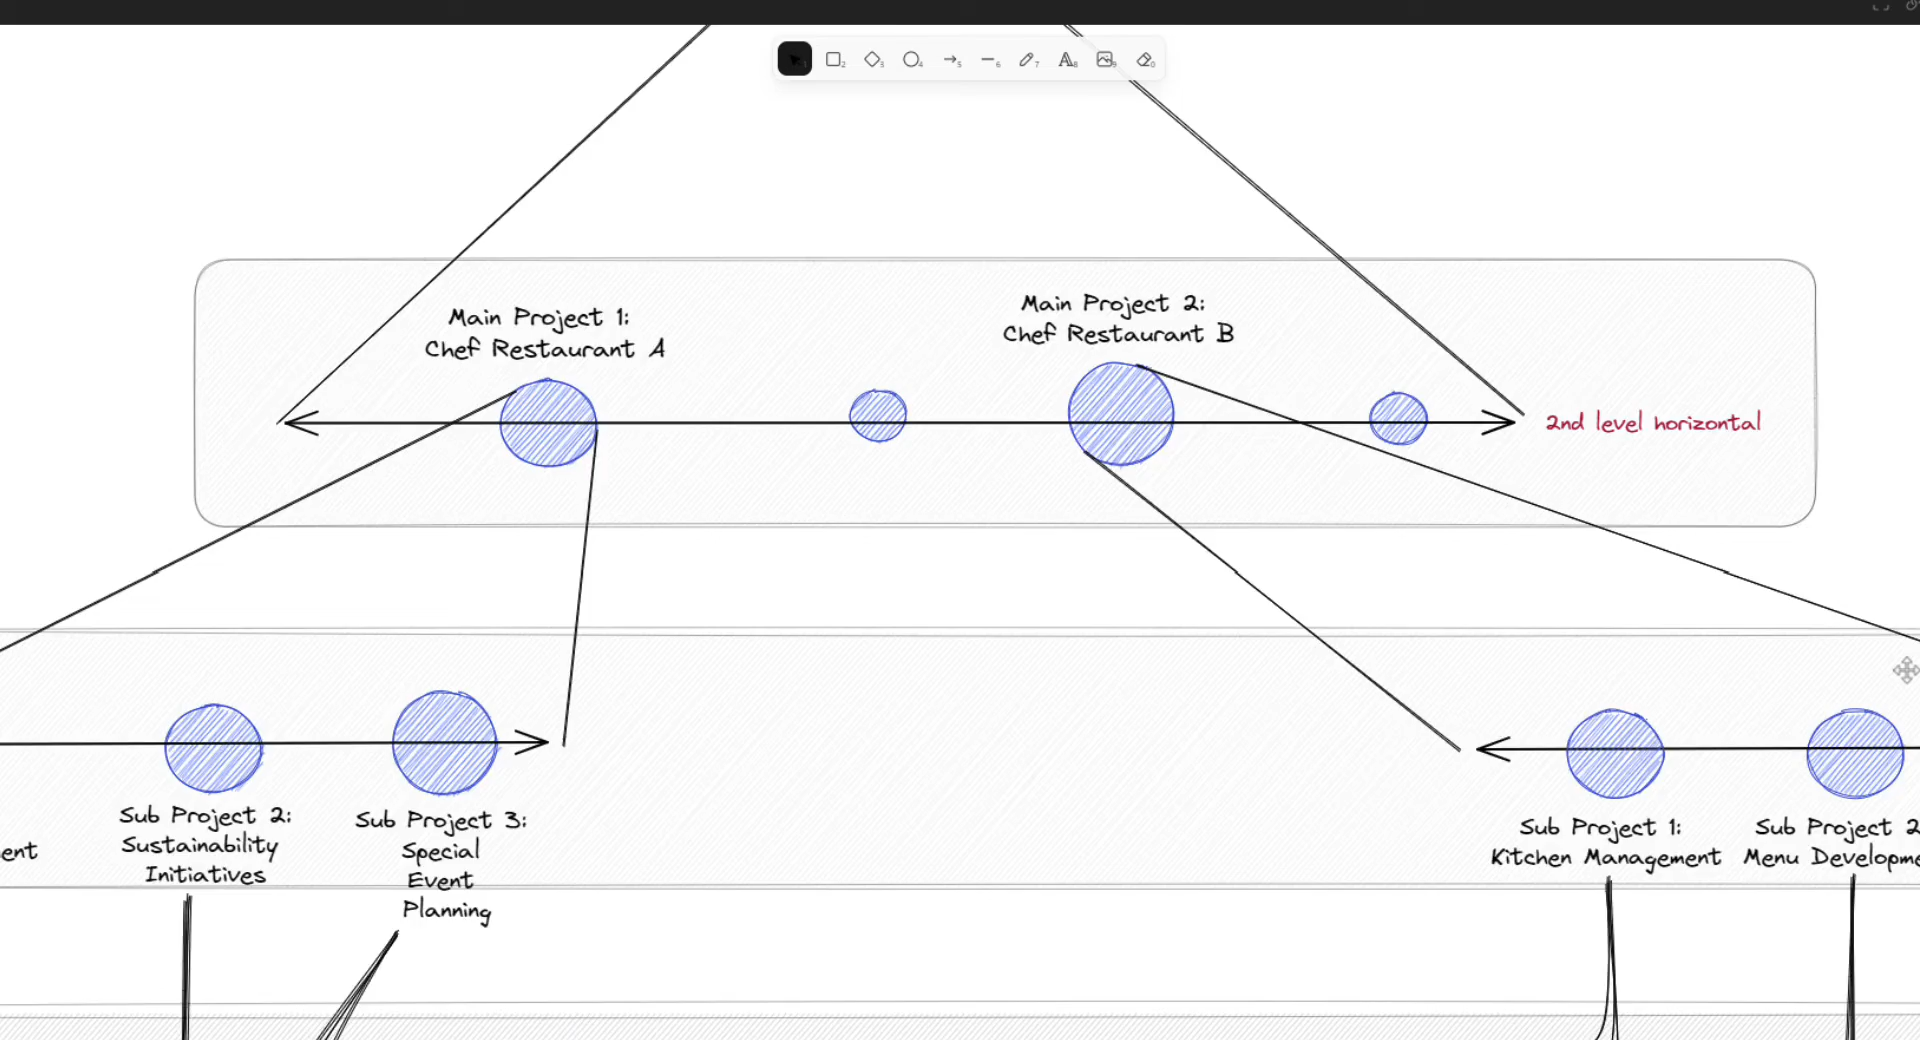 Main Project 1:
Chef Restaurant A
Main Project 2:
Chef Restaurant B
2nd level horizontal
ent
Sub Project 2:
Sustainability
Initiatives
Sub Project 3:
Special
Event
Planning
Sub Project 1:
Kitchen Management
Sub Project 2
Menu Developme